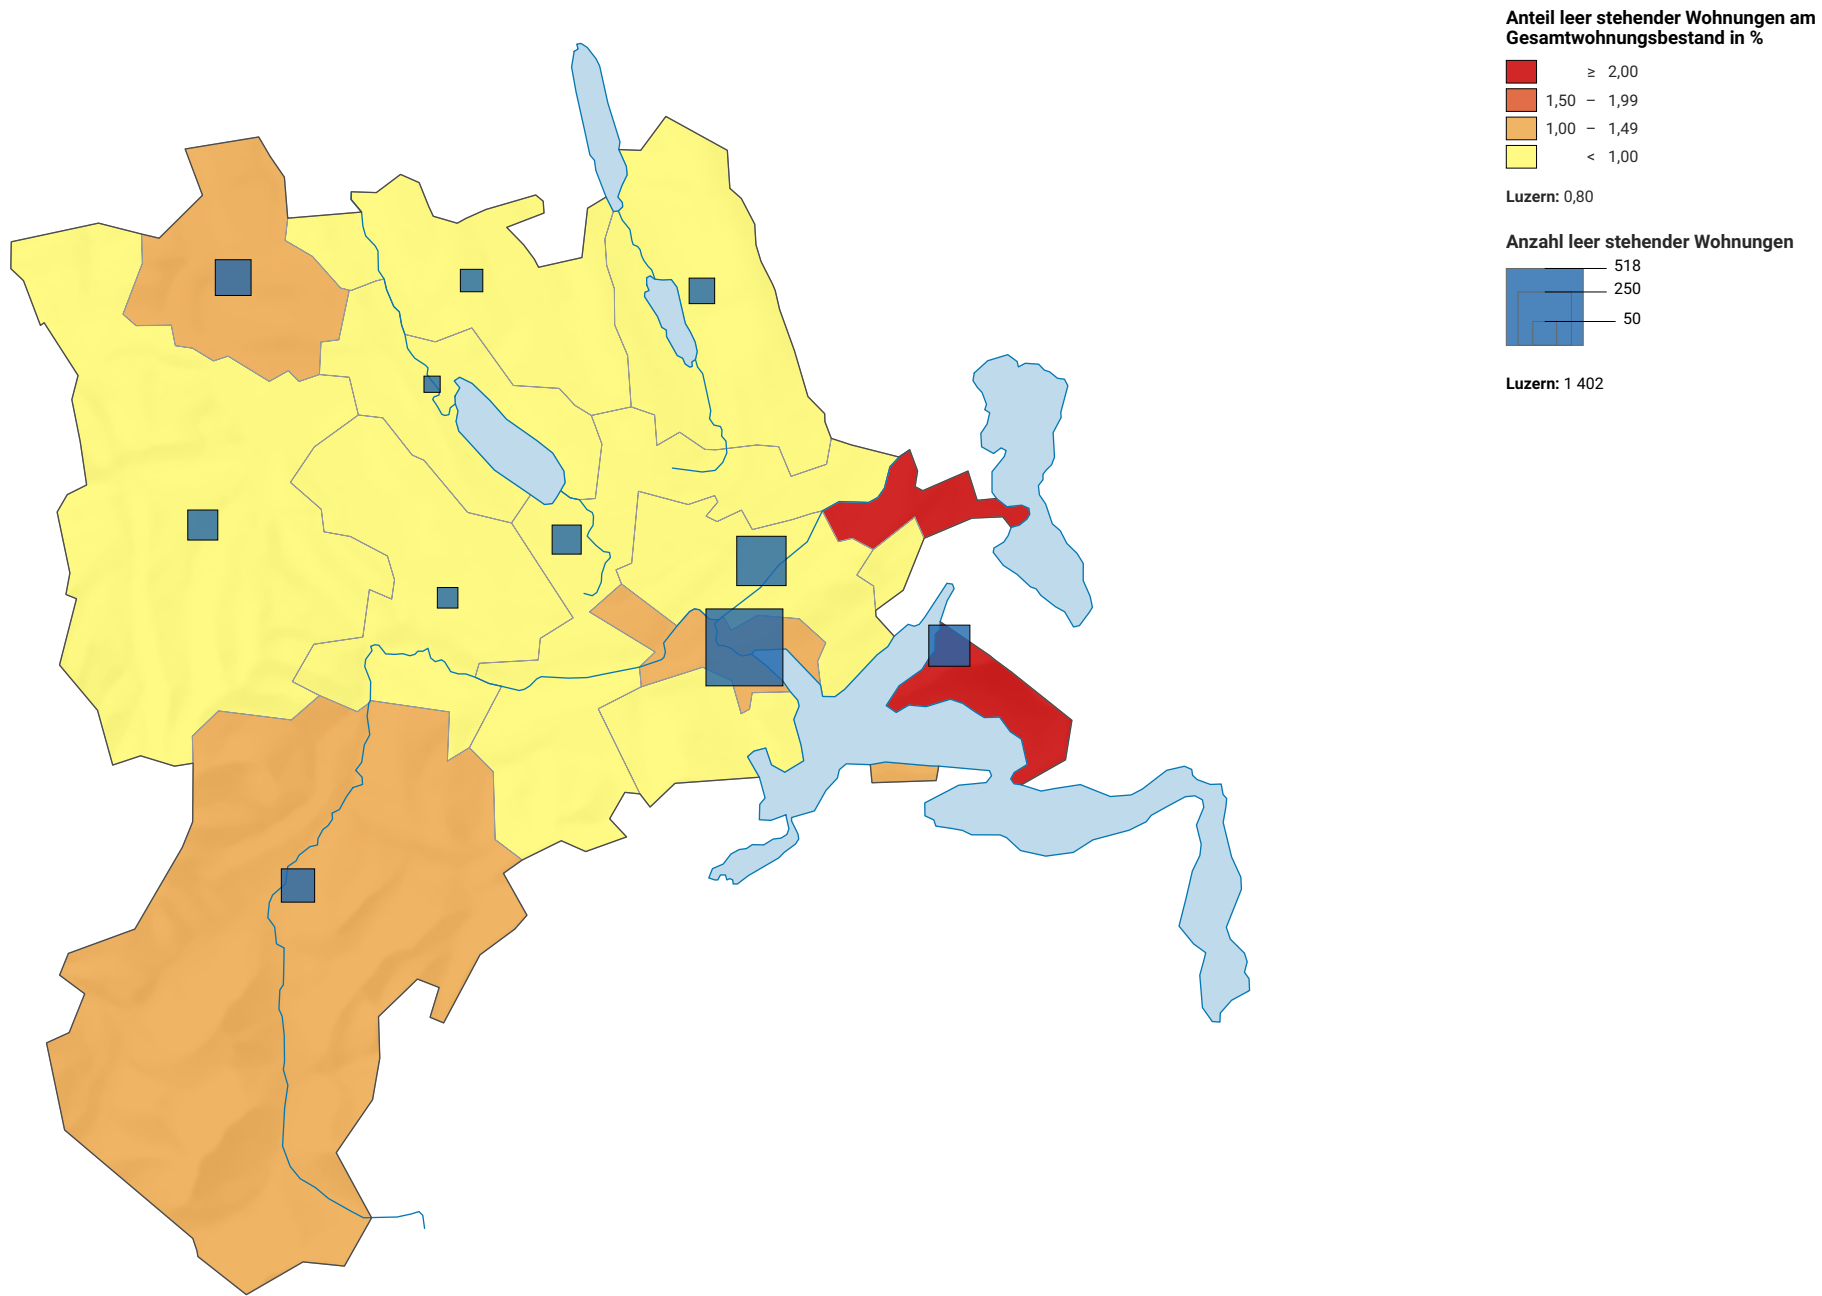 Anteil leer stehender Wohnungen am
Gesamtwohnungsbestand in %
≥ 2,00
1,50 – 1,99
1,00 – 1,49
< 1,00
Luzern: 0,80
Anzahl leer stehender Wohnungen
518
250
50
Luzern: 1 402